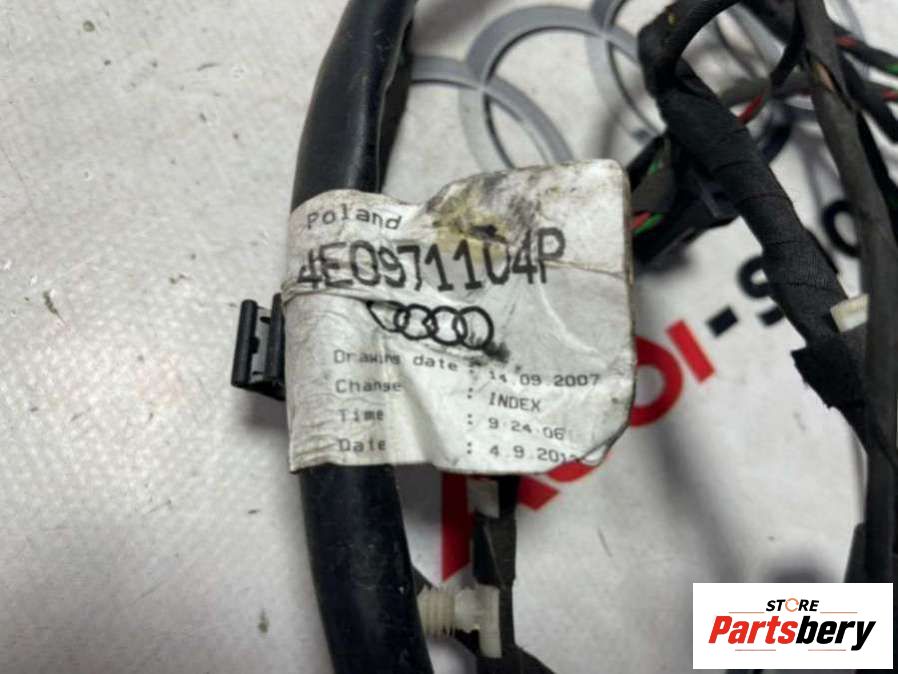 Poland
4E0971104P
Drawing date : 14.09.2007
Change : INDEX
Time : 9:24:06
Date : 4.9.201
STORE
Partsbery